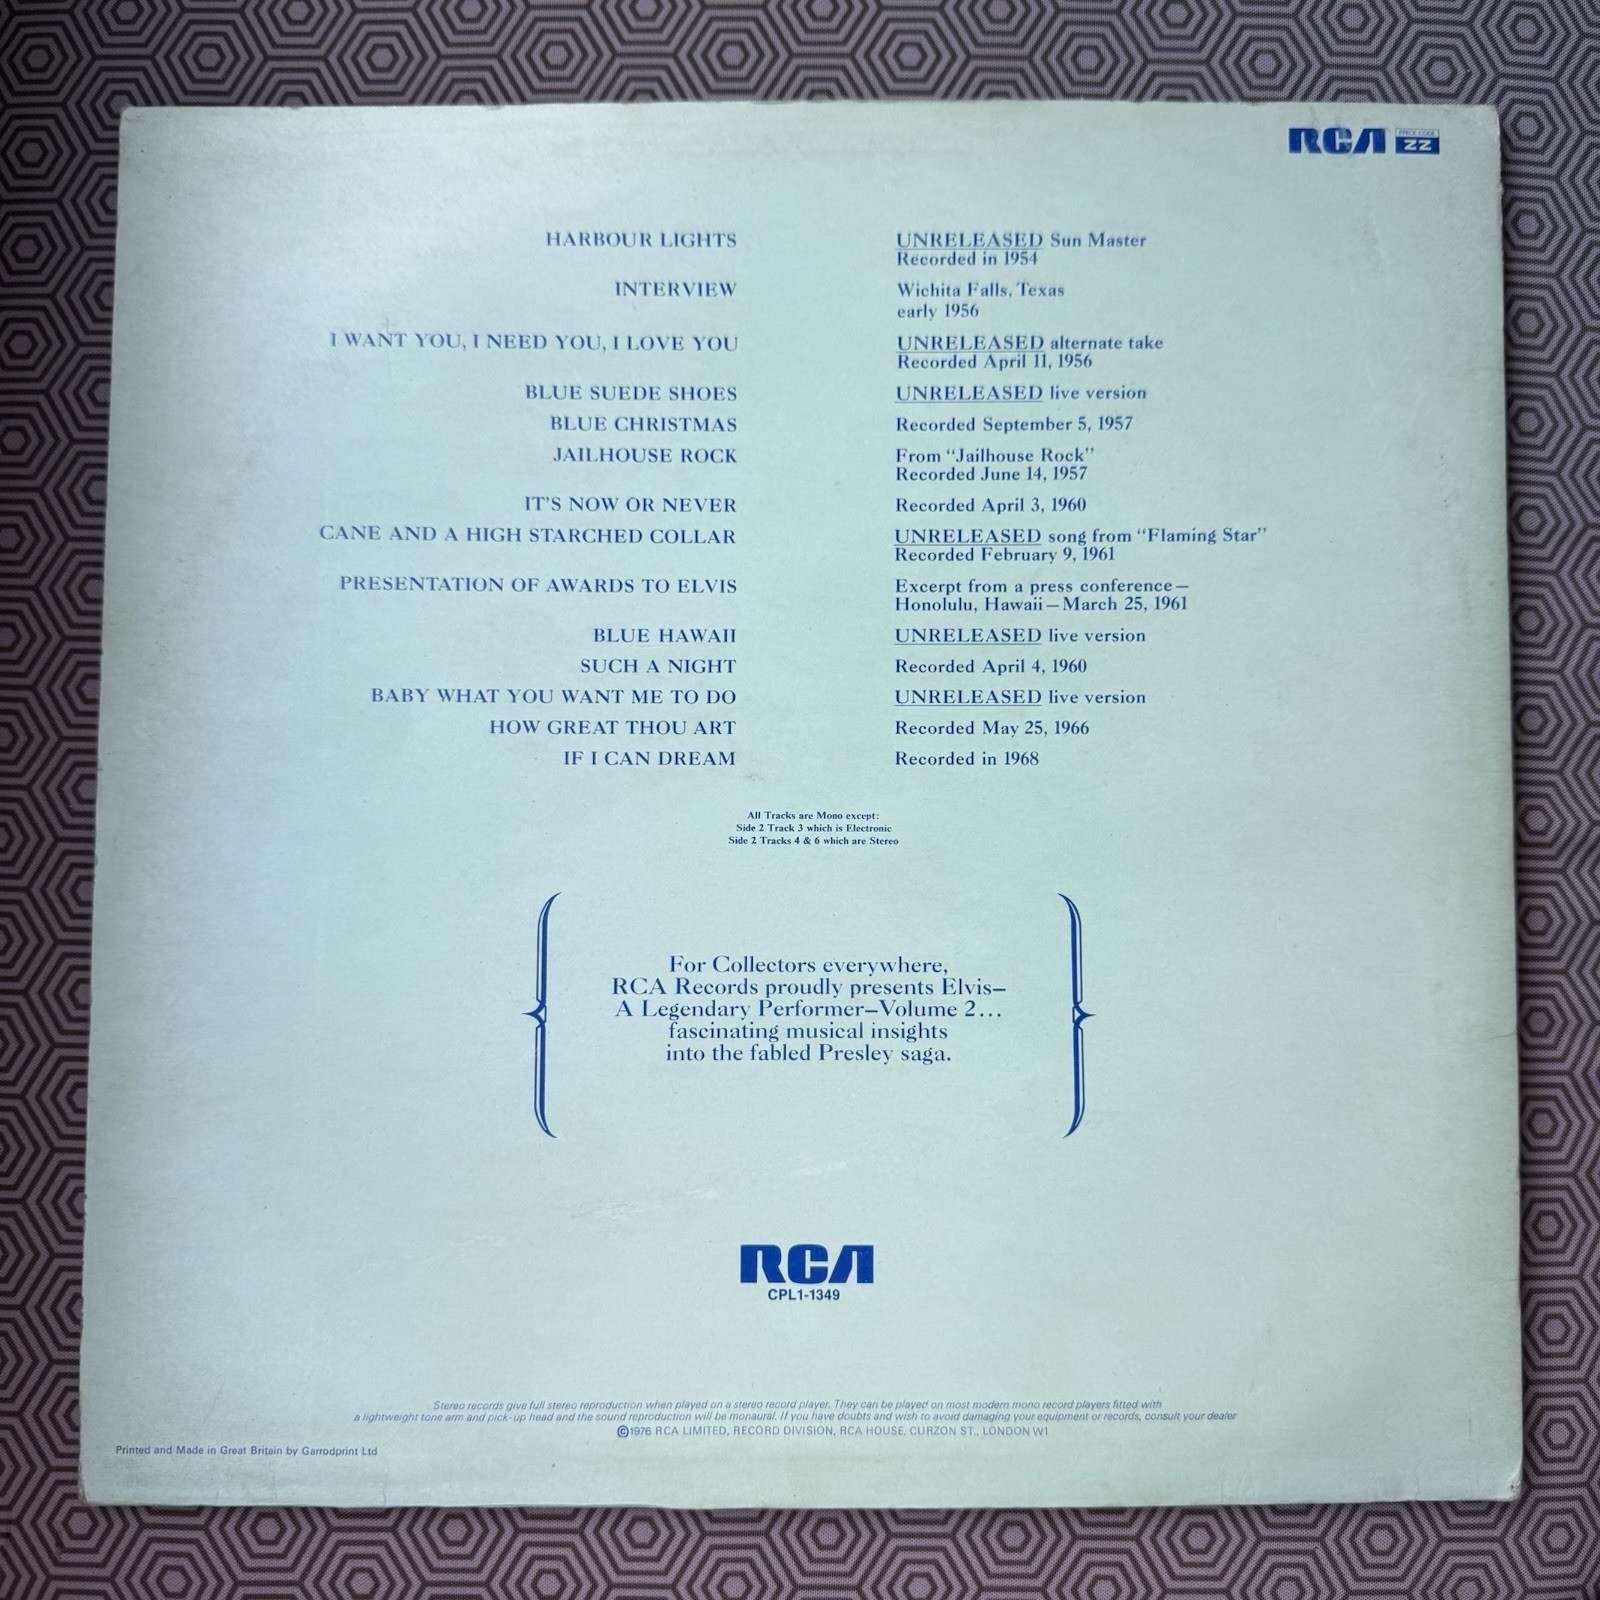 RCA PRICE CODE ZZ
HARBOUR LIGHTS UNRELEASED Sun Master
Recorded in 1954
INTERVIEW Wichita Falls, Texas
early 1956
I WANT YOU, I NEED YOU, I LOVE YOU UNRELEASED alternate take
Recorded April 11, 1956
BLUE SUEDE SHOES UNRELEASED live version
BLUE CHRISTMAS Recorded September 5, 1957
JAILHOUSE ROCK From "Jailhouse Rock"
Recorded June 14, 1957
IT'S NOW OR NEVER Recorded April 3, 1960
CANE AND A HIGH STARCHED COLLAR UNRELEASED song from "Flaming Star"
Recorded February 9, 1961
PRESENTATION OF AWARDS TO ELVIS Excerpt from a press conference—
Honolulu, Hawaii—March 25, 1961
BLUE HAWAII UNRELEASED live version
SUCH A NIGHT Recorded April 4, 1960
BABY WHAT YOU WANT ME TO DO UNRELEASED live version
HOW GREAT THOU ART Recorded May 25, 1966
IF I CAN DREAM Recorded in 1968
All Tracks are Mono except:
Side 2 Track 3 which is Electronic
Side 2 Tracks 4 & 6 which are Stereo
For Collectors everywhere,
RCA Records proudly presents Elvis—
A Legendary Performer—Volume 2...
fascinating musical insights
into the fabled Presley saga.
RCA
CPL1-1349
Stereo records give full stereo reproduction when played on a stereo record player. They can be played on most modern mono record players fitted with
a lightweight tone arm and pick-up head and the sound reproduction will be monaural. If you have doubts and wish to avoid damaging your equipment or records, consult your dealer
©1976 RCA LIMITED, RECORD DIVISION, RCA HOUSE, CURZON ST., LONDON W1
Printed and Made in Great Britain by Garrodprint Ltd